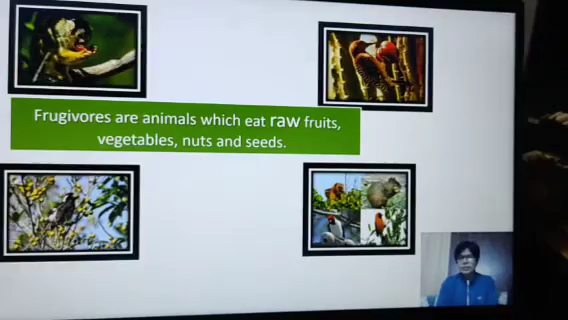 Frugivores are animals which eat raw fruits,
vegetables, nuts and seeds.